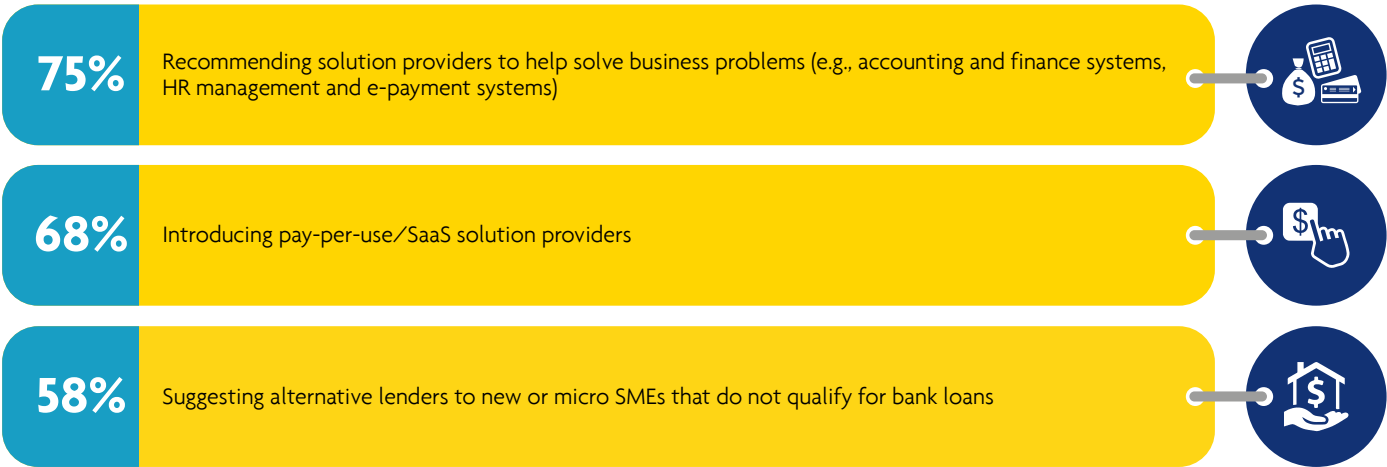 75%
Recommending solution providers to help solve business problems (e.g., accounting and finance systems,
HR management and e-payment systems)
68%
Introducing pay-per-use/SaaS solution providers
58%
Suggesting alternative lenders to new or micro SMEs that do not qualify for bank loans